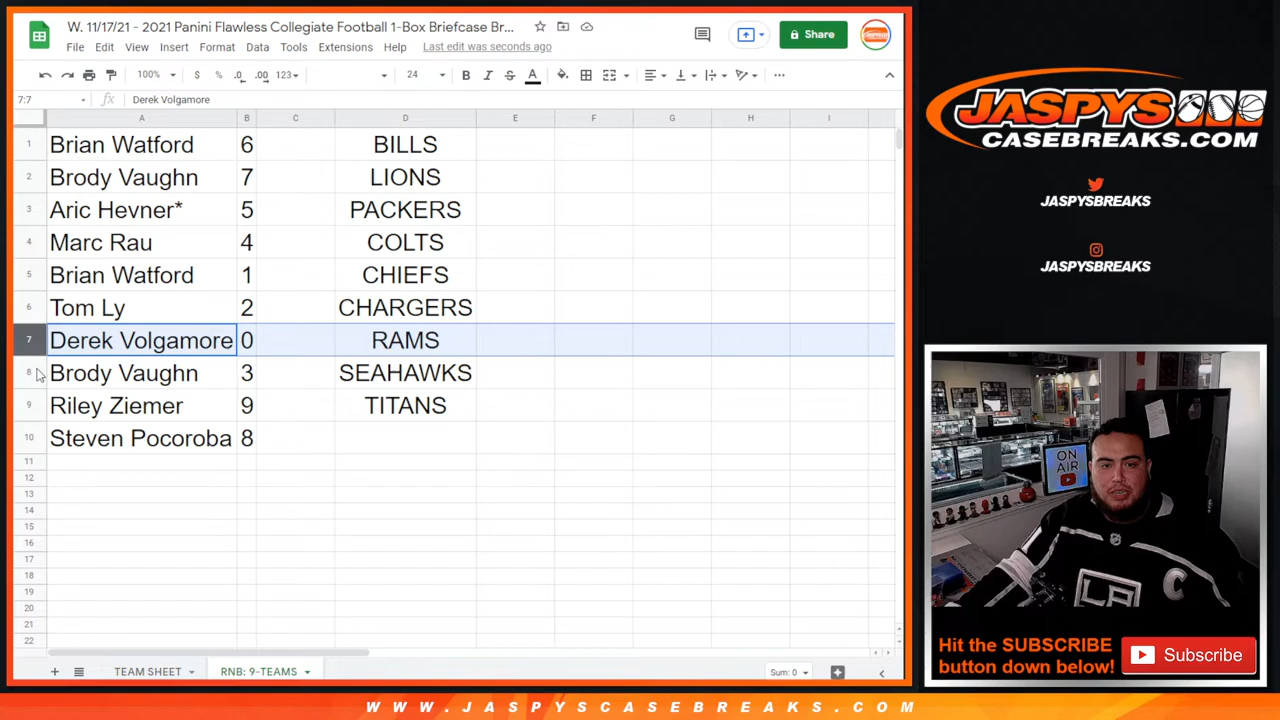 W. 11/17/21 - 2021 Panini Flawless Collegiate Football 1-Box Briefcase Br...
File Edit View Insert Format Data Tools Extensions Help Last edit was seconds ago
Share
100% $ % .0 .00 123 24 B I S A
7:7 fx Derek Volgamore
A B C D E F G H I
1 Brian Watford 6 BILLS
2 Brody Vaughn 7 LIONS
3 Aric Hevner* 5 PACKERS
4 Marc Rau 4 COLTS
5 Brian Watford 1 CHIEFS
6 Tom Ly 2 CHARGERS
7 Derek Volgamore 0 RAMS
8 Brody Vaughn 3 SEAHAWKS
9 Riley Ziemer 9 TITANS
10 Steven Pocoroba 8
11
12
13
14
15
16
17
18
19
20
21
22
TEAM SHEET RNB: 9-TEAMS Sum: 0
JASPYS
CASEBREAKS.COM
JASPYSBREAKS
JASPYSBREAKS
ON
AIR
LA
C
Hit the SUBSCRIBE
button down below!
Subscribe
WWW.JASPYSCASEBREAKS.COM